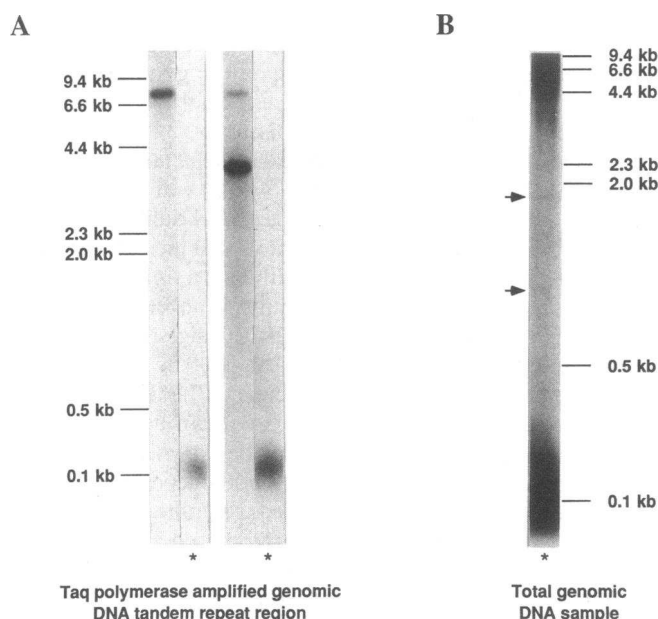 A
9.4 kb
6.6 kb
4.4 kb
2.3 kb
2.0 kb
0.5 kb
0.1 kb
*
*
Taq polymerase amplified genomic
DNA tandem repeat region
B
9.4 kb
6.6 kb
4.4 kb
2.3 kb
2.0 kb
0.5 kb
0.1 kb
*
Total genomic
DNA sample